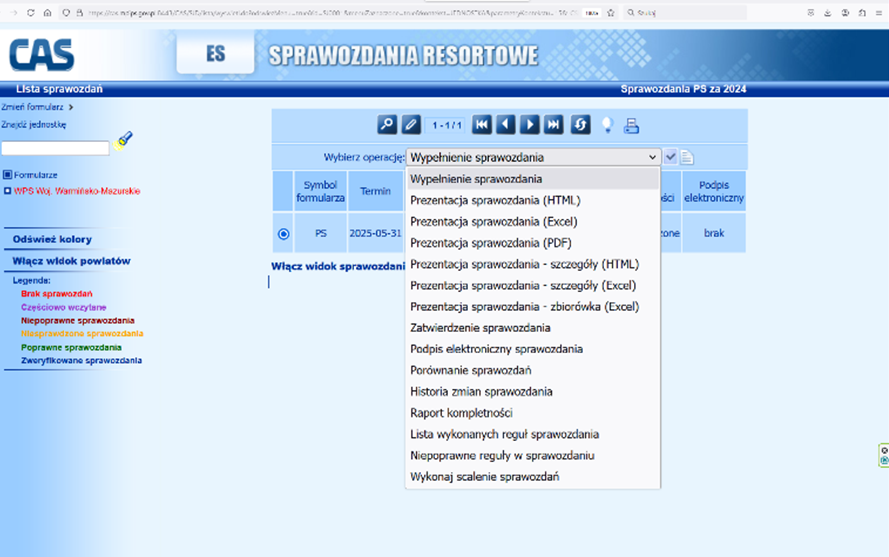 CAS
ES
SPRAWOZDANIA RESORTOWE
Lista sprawozdań
Sprawozdania PS za 2024
Zmień formularz >
Znajdź jednostkę
Formularze
WPS Woj. Warmińsko-Mazurskie
Odśwież kolory
Włącz widok powiatów
Legenda:
Brak sprawozdań
Częściowo wczytane
Niepoprawne sprawozdania
Niesprawdzone sprawozdania
Poprawne sprawozdania
Zweryfikowane sprawozdania
1 - 1 / 1
Wybierz operację: Wypełnienie sprawozdania
Symbol formularza
Termin
Podpis elektroniczny
PS
2025-05-31
brak
Włącz widok sprawozdani
Wypełnienie sprawozdania
Prezentacja sprawozdania (HTML)
Prezentacja sprawozdania (Excel)
Prezentacja sprawozdania (PDF)
Prezentacja sprawozdania - szczegóły (HTML)
Prezentacja sprawozdania - szczegóły (Excel)
Prezentacja sprawozdania - zbiorówka (Excel)
Zatwierdzenie sprawozdania
Podpis elektroniczny sprawozdania
Porównanie sprawozdań
Historia zmian sprawozdania
Raport kompletności
Lista wykonanych reguł sprawozdania
Niepoprawne reguły w sprawozdaniu
Wykonaj scalenie sprawozdań